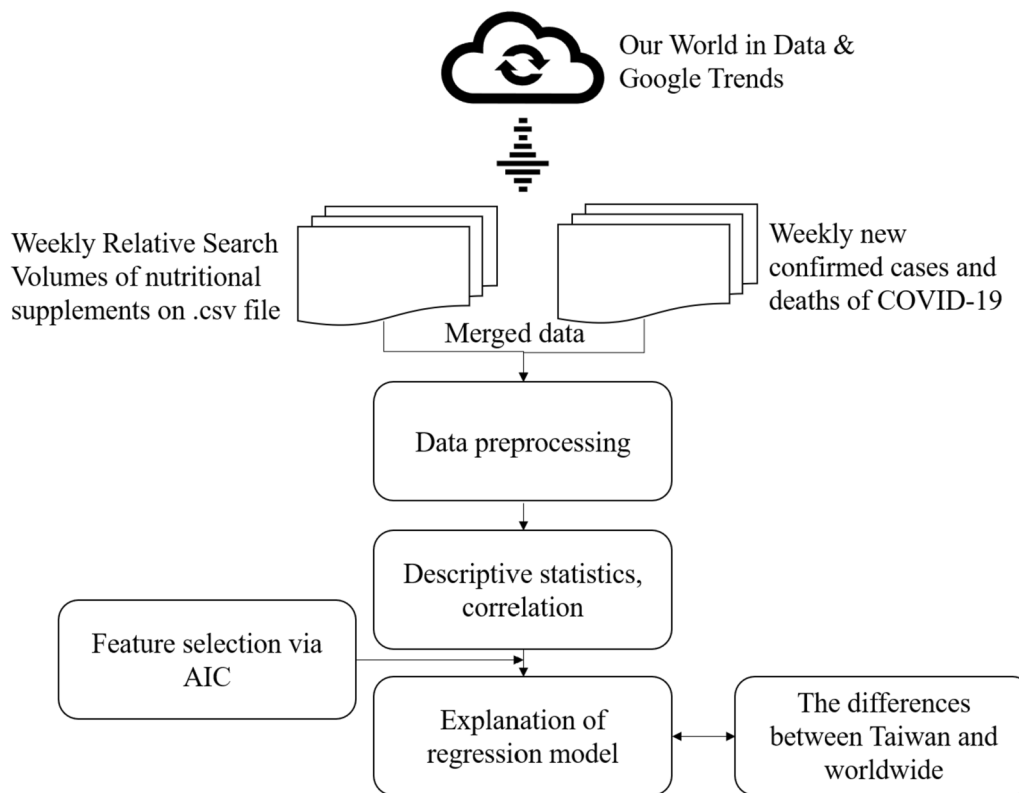 Our World in Data &
Google Trends
Weekly Relative Search
Volumes of nutritional
supplements on .csv file
Weekly new
confirmed cases and
deaths of COVID-19
Merged data
Data preprocessing
Descriptive statistics,
correlation
Feature selection via
AIC
Explanation of
regression model
The differences
between Taiwan and
worldwide